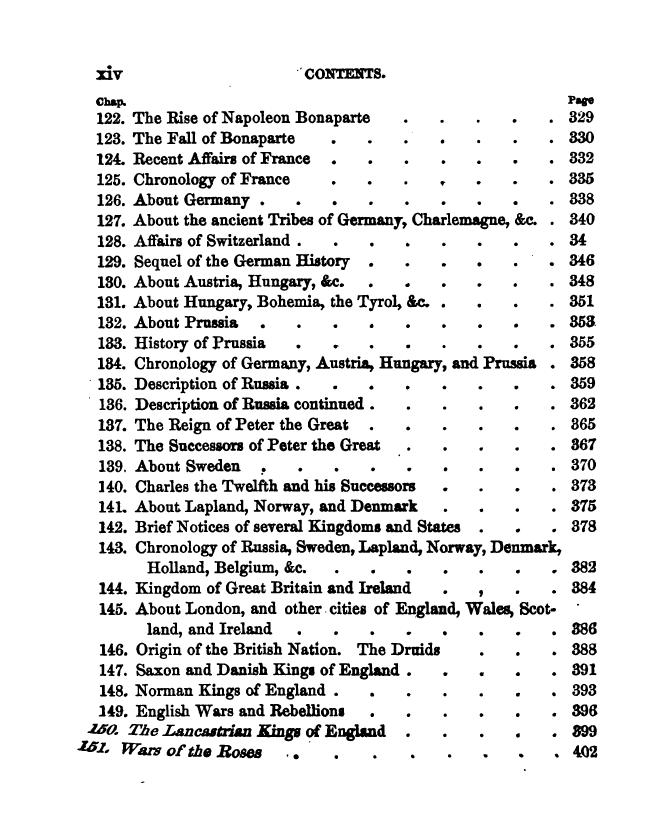 xiv CONTENTS.
Chap. Page
122. The Rise of Napoleon Bonaparte . . . . . 329
123. The Fall of Bonaparte . . . . . . . 330
124. Recent Affairs of France . . . . . . . 332
125. Chronology of France . . . . . . . 335
126. About Germany . . . . . . . . . 338
127. About the ancient Tribes of Germany, Charlemagne, &c. . 340
128. Affairs of Switzerland . . . . . . . . 34
129. Sequel of the German History . . . . . . 346
130. About Austria, Hungary, &c. . . . . . . 348
131. About Hungary, Bohemia, the Tyrol, &c. . . . . 351
132. About Prussia . . . . . . . . . 353
133. History of Prussia . . . . . . . . 355
134. Chronology of Germany, Austria, Hungary, and Prussia . 358
135. Description of Russia . . . . . . . . 359
136. Description of Russia continued . . . . . . 362
137. The Reign of Peter the Great . . . . . . 365
138. The Successors of Peter the Great . . . . . 367
139. About Sweden . . . . . . . . . 370
140. Charles the Twelfth and his Successors . . . . 373
141. About Lapland, Norway, and Denmark . . . . 375
142. Brief Notices of several Kingdoms and States . . . 378
143. Chronology of Russia, Sweden, Lapland, Norway, Denmark,
Holland, Belgium, &c. . . . . . . . 382
144. Kingdom of Great Britain and Ireland . . . . 384
145. About London, and other cities of England, Wales, Scot-
land, and Ireland . . . . . . . . 386
146. Origin of the British Nation. The Druids . . . 388
147. Saxon and Danish Kings of England . . . . . 391
148. Norman Kings of England . . . . . . . 393
149. English Wars and Rebellions . . . . . . 396
150. The Lancastrian Kings of England . . . . . 399
151. Wars of the Roses . . . . . . . . 402